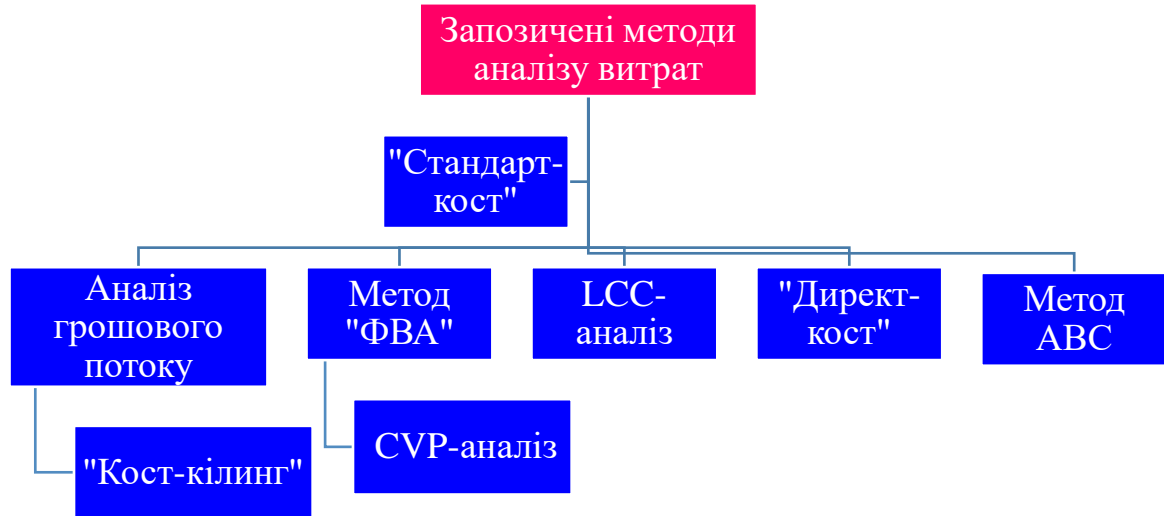 Запозичені методи
аналізу витрат
"Стандарт-
кост"
Аналіз
грошового
потоку
Метод
"ФВА"
LCC-
аналіз
"Директ-
кост"
Метод
АВС
"Кост-кілинг"
CVP-аналіз